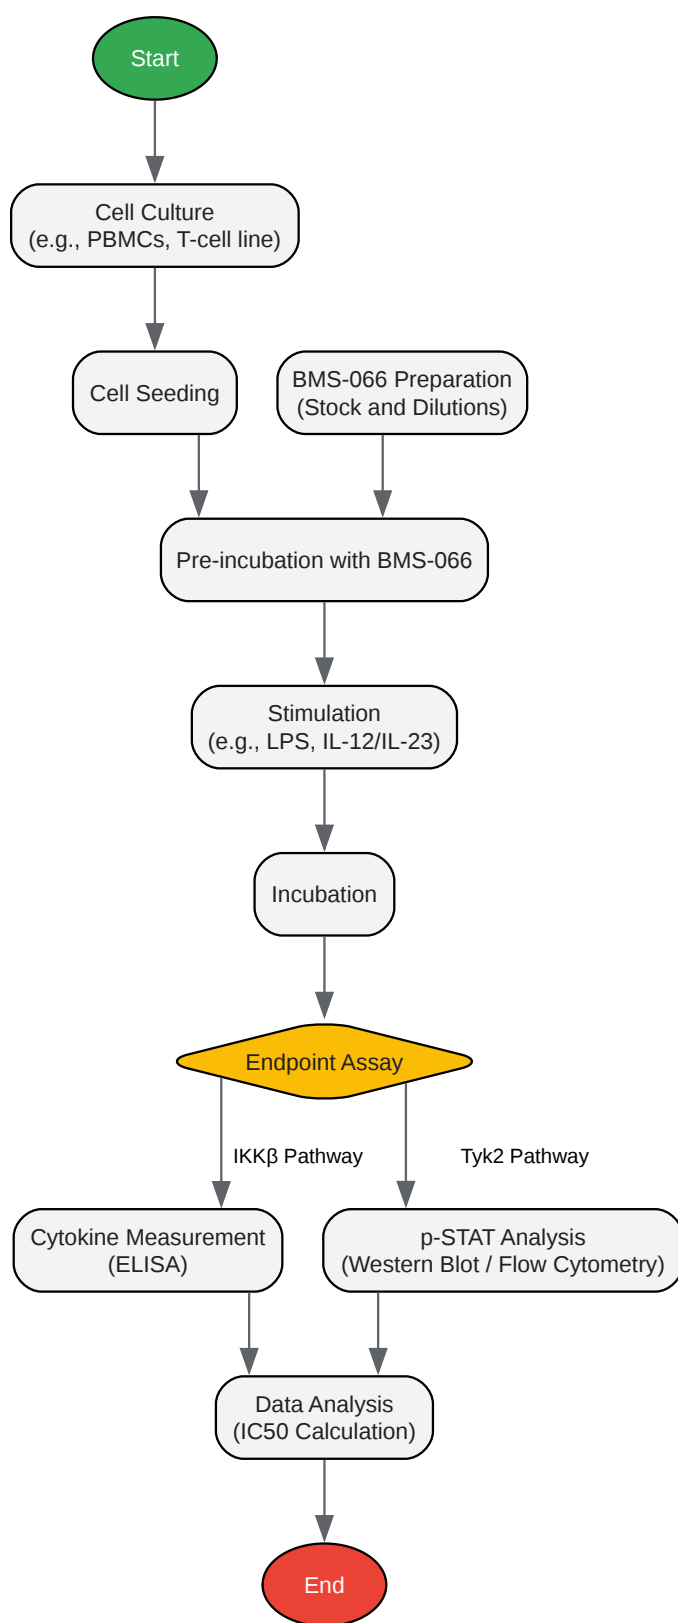 Start
Cell Culture
(e.g., PBMCs, T-cell line)
Cell Seeding
BMS-066 Preparation
(Stock and Dilutions)
Pre-incubation with BMS-066
Stimulation
(e.g., LPS, IL-12/IL-23)
Incubation
Endpoint Assay
IKKβ Pathway
Tyk2 Pathway
Cytokine Measurement
(ELISA)
p-STAT Analysis
(Western Blot / Flow Cytometry)
Data Analysis
(IC50 Calculation)
End